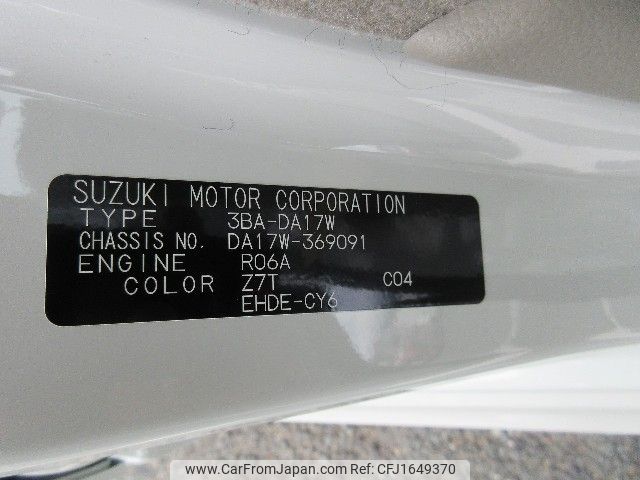 SUZUKI MOTOR CORPORATION
TYPE 3BA-DA17W
CHASSIS NO. DA17W-369091
ENGINE R06A
COLOR Z7T C04
EHDE-CY6
www.CarFromJapan.com | CFJ1649370